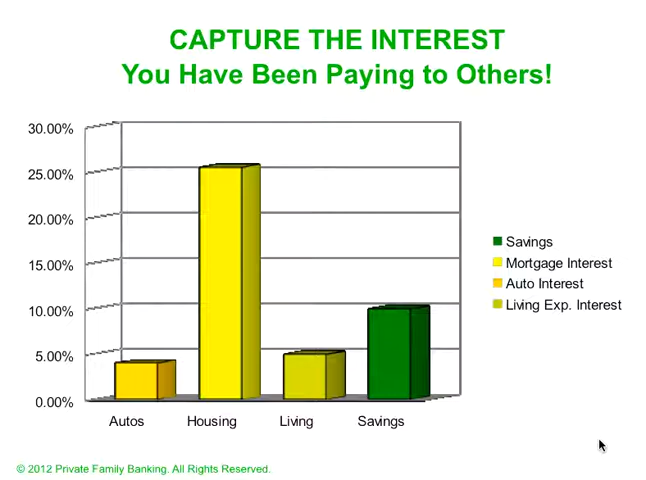 CAPTURE THE INTEREST
You Have Been Paying to Others!
30.00%
25.00%
20.00%
15.00%
10.00%
5.00%
0.00%
Autos
Housing
Living
Savings
Savings
Mortgage Interest
Auto Interest
Living Exp. Interest
© 2012 Private Family Banking. All Rights Reserved.